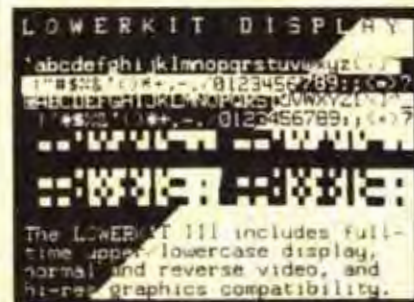 LOWERKIT DISPLAY
`abcdefghijklmnopqrstuvwxyz{|}~
!"#$%&'()*+,-./0123456789:;<=>?
@ABCDEFGHIJKLMNOPQRSTUVWXYZ[\]^
!"#$%&'()*+,-./0123456789:;<=>?
The LOWERKIT III includes full-
time upper lowercase display,
normal and reverse video, and
hi-res graphics compatibility.